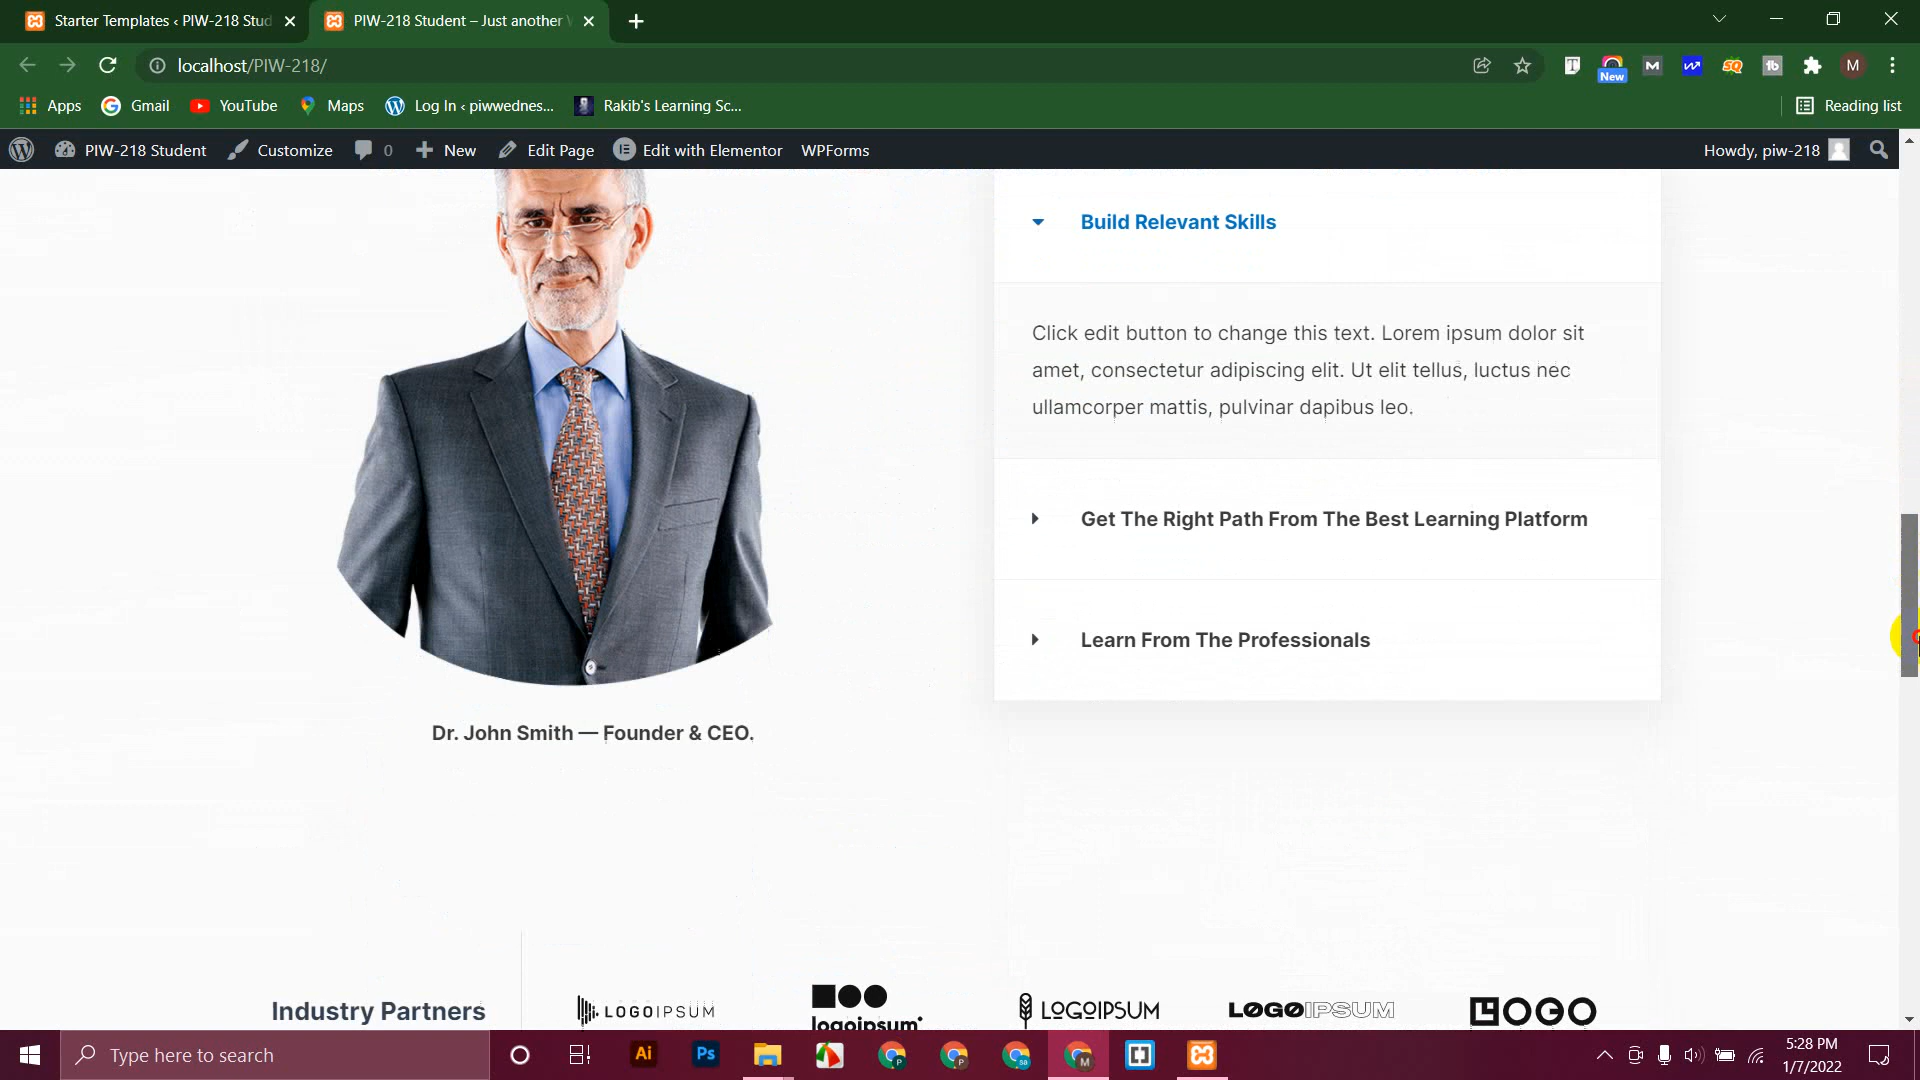 Starter Templates ‹ PIW-218 Stud
PIW-218 Student – Just another
localhost/PIW-218/
New
Apps
Gmail
YouTube
Maps
Log In ‹ piwwednes...
Rakib's Learning Sc...
Reading list
PIW-218 Student
Customize
0
New
Edit Page
Edit with Elementor
WPForms
Howdy, piw-218
Build Relevant Skills
Click edit button to change this text. Lorem ipsum dolor sit
amet, consectetur adipiscing elit. Ut elit tellus, luctus nec
ullamcorper mattis, pulvinar dapibus leo.
Get The Right Path From The Best Learning Platform
Learn From The Professionals
Dr. John Smith — Founder & CEO.
Industry Partners
LOGOIPSUM
logoipsum
LOGOIPSUM
LOGOIPSUM
LOGO
Type here to search
Ai
Ps
5:28 PM
1/7/2022